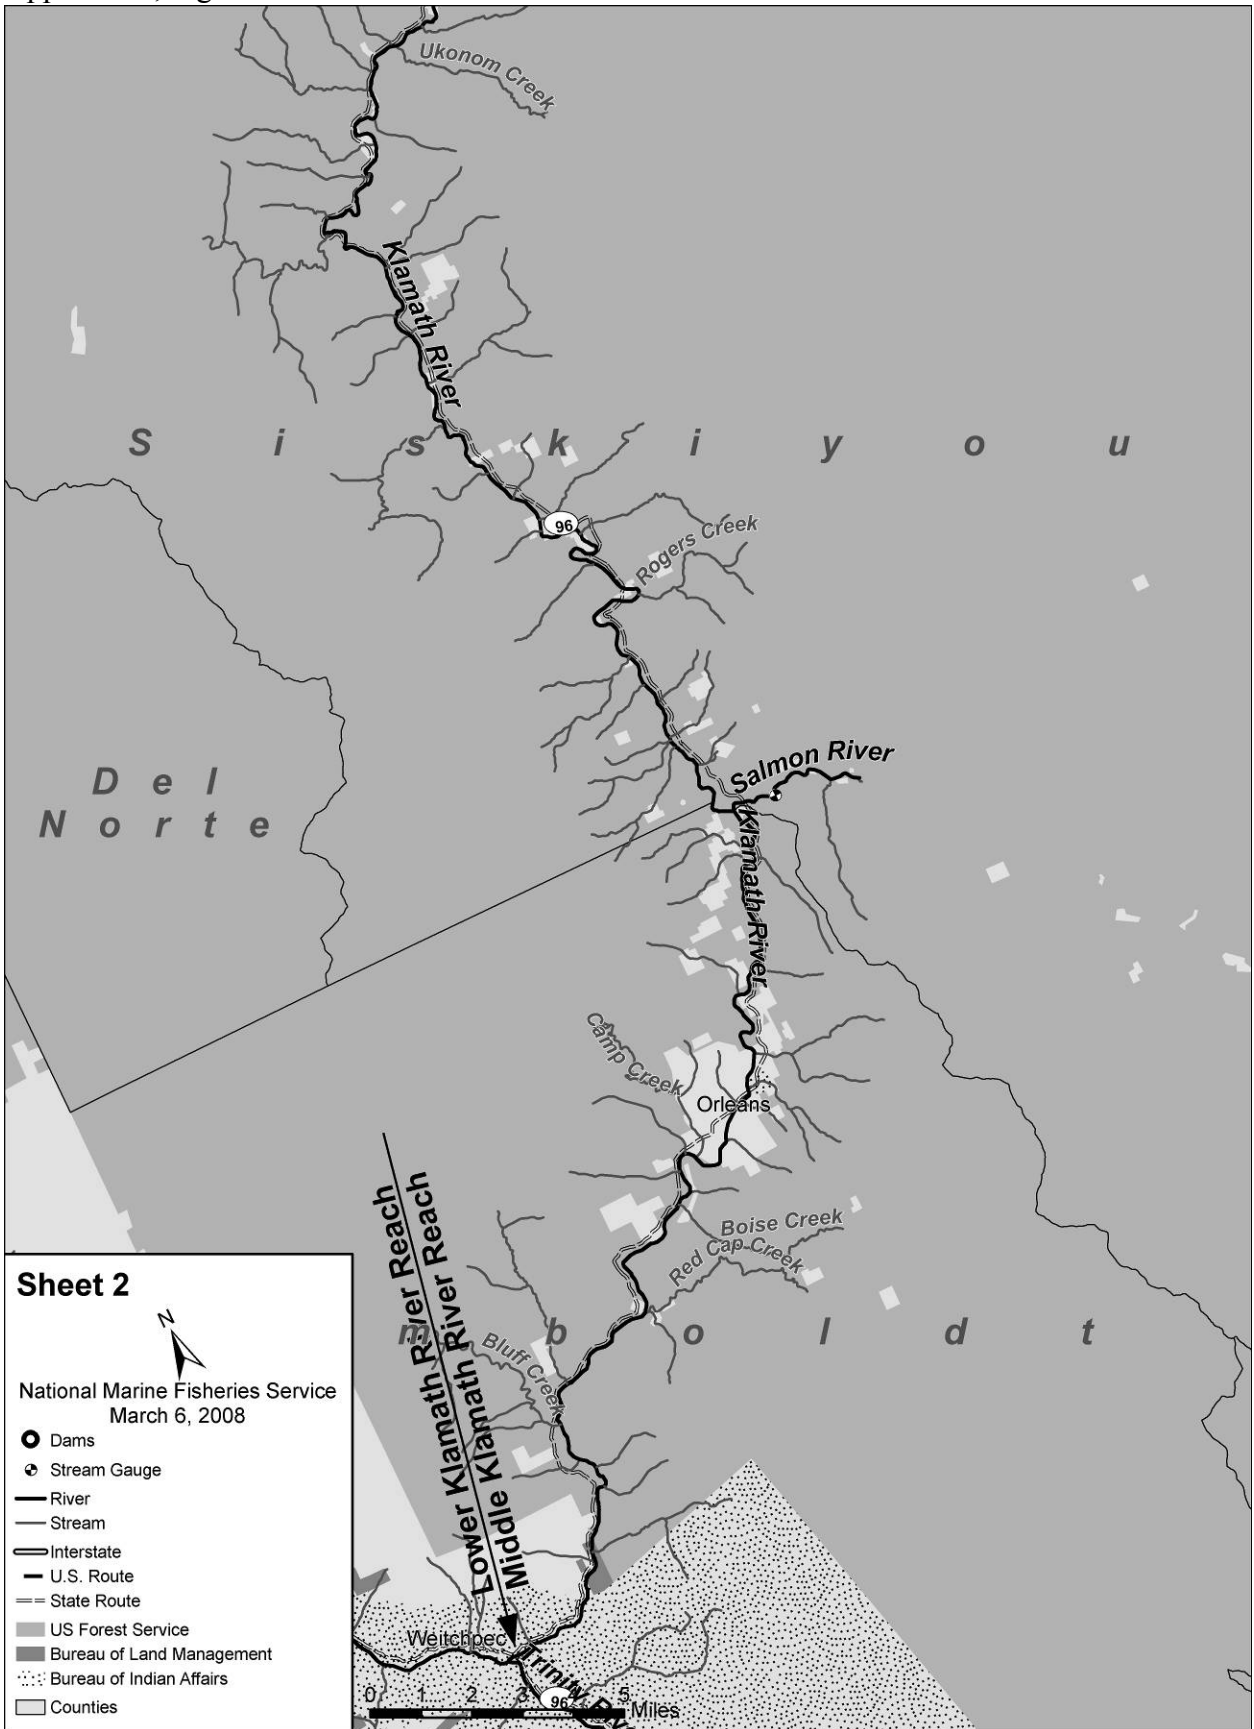 Ukonom Creek
Klamath River
S i s k i y o u
96
Rogers Creek
Salmon River
Del
Norte
Klamath River
Camp Creek
Orleans
Boise Creek
Red Cap Creek
m b o l d t
Bluff Creek
Lower Klamath River Reach
Middle Klamath River Reach
Weitchpec
Trinity
96
0 1 2 3 5 Miles
Sheet 2
N
National Marine Fisheries Service
March 6, 2008
Dams
Stream Gauge
River
Stream
Interstate
U.S. Route
State Route
US Forest Service
Bureau of Land Management
Bureau of Indian Affairs
Counties